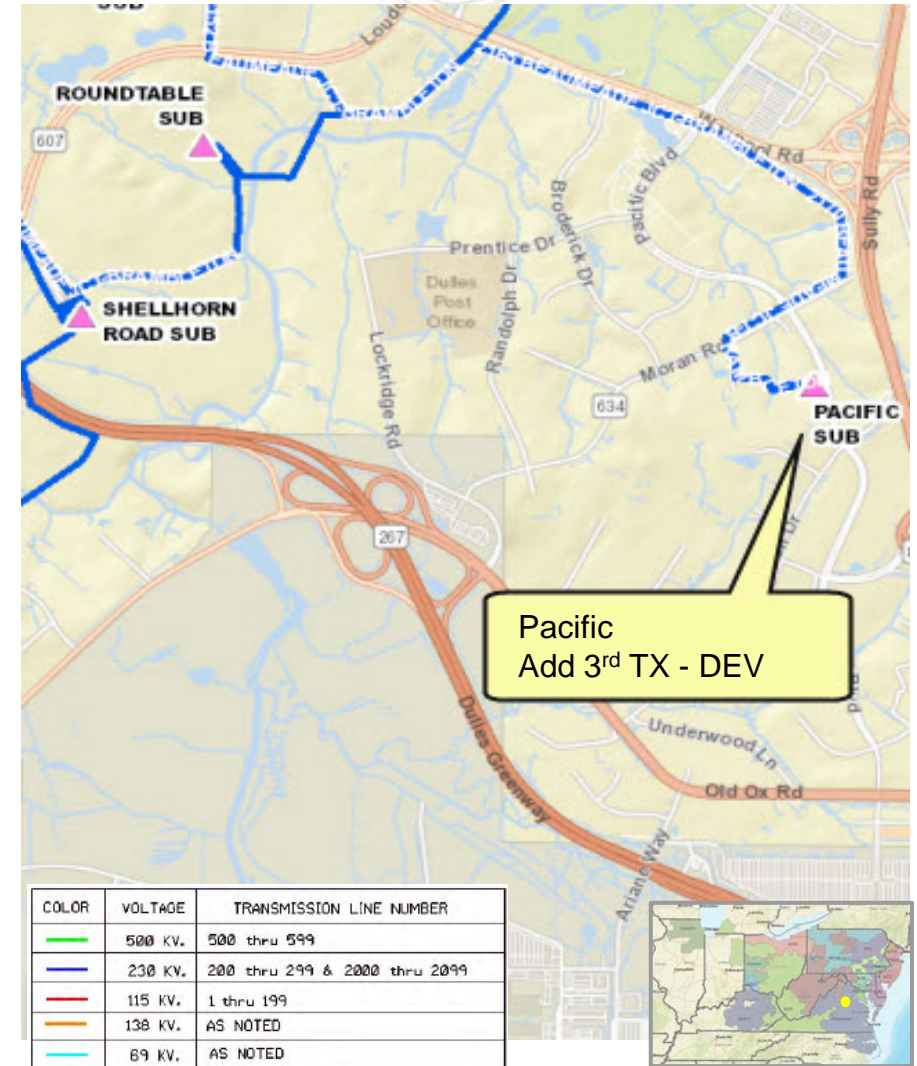 SUB
Loudou
ROUNDTABLE
SUB
607
Pacific Blvd
Sully Rd
Broderick Dr
Prentice Dr
Dulles
Post
Office
Randolph Dr
SHELLHORN
ROAD SUB
Lockridge Rd
Moran Rd
634
PACIFIC
SUB
267
Pacific
Add 3rd TX - DEV
Dulles Greenway
Underwood Ln
Old Ox Rd
Ariane Way
COLOR VOLTAGE TRANSMISSION LINE NUMBER
500 KV. 500 thru 599
230 KV. 200 thru 299 & 2000 thru 2099
115 KV. 1 thru 199
138 KV. AS NOTED
69 KV. AS NOTED